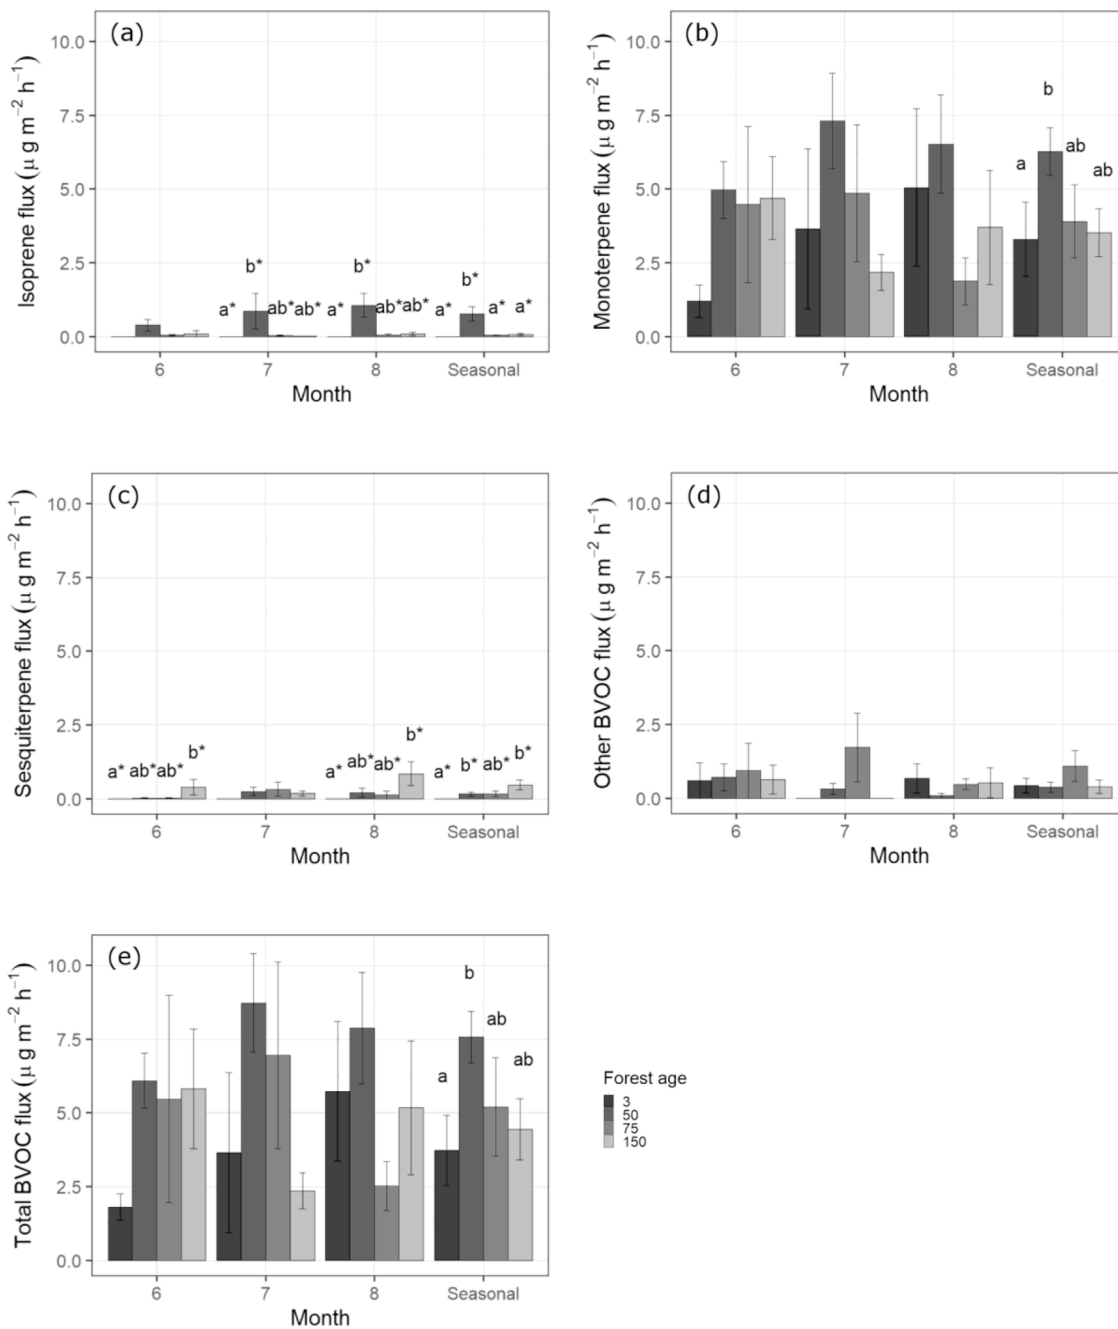 (a)
Isoprene flux (μ g m⁻² h⁻¹)
10.0
7.5
5.0
2.5
0.0
b* b* b*
a* ab* ab* a* ab* ab* a* a* a*
6 7 8 Seasonal
Month
(b)
Monoterpene flux (μ g m⁻² h⁻¹)
10.0
7.5
5.0
2.5
0.0
b
a ab ab
6 7 8 Seasonal
Month
(c)
Sesquiterpene flux (μ g m⁻² h⁻¹)
10.0
7.5
5.0
2.5
0.0
a* ab* ab* b* a* ab* ab* b* a* b* ab* b*
6 7 8 Seasonal
Month
(d)
Other BVOC flux (μ g m⁻² h⁻¹)
10.0
7.5
5.0
2.5
0.0
6 7 8 Seasonal
Month
(e)
Total BVOC flux (μ g m⁻² h⁻¹)
10.0
7.5
5.0
2.5
0.0
a b ab ab
6 7 8 Seasonal
Month
Forest age
3
50
75
150